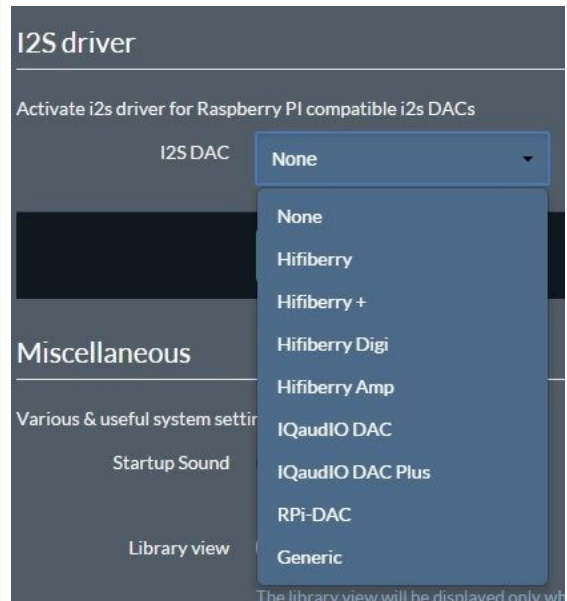 I2S driver
Activate i2s driver for Raspberry PI compatible i2s DACs
I2S DAC
None
None
Hifiberry
Hifiberry +
Hifiberry Digi
Hifiberry Amp
IQaudIO DAC
IQaudIO DAC Plus
RPi-DAC
Generic
Miscellaneous
Various & useful system
Startup Sound
Library view
The library view will be displayed only